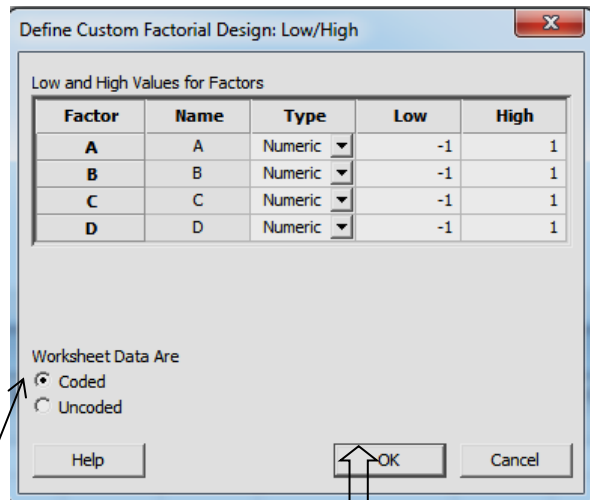 Define Custom Factorial Design: Low/High
Low and High Values for Factors
Factor Name Type Low High
A A Numeric -1 1
B B Numeric -1 1
C C Numeric -1 1
D D Numeric -1 1
Worksheet Data Are
Coded
Uncoded
Help OK Cancel